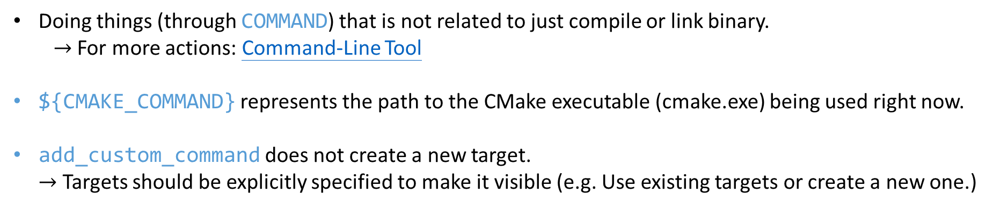 • Doing things (through COMMAND) that is not related to just compile or link binary.
→ For more actions: Command-Line Tool
• ${CMAKE_COMMAND} represents the path to the CMake executable (cmake.exe) being used right now.
• add_custom_command does not create a new target.
→ Targets should be explicitly specified to make it visible (e.g. Use existing targets or create a new one.)